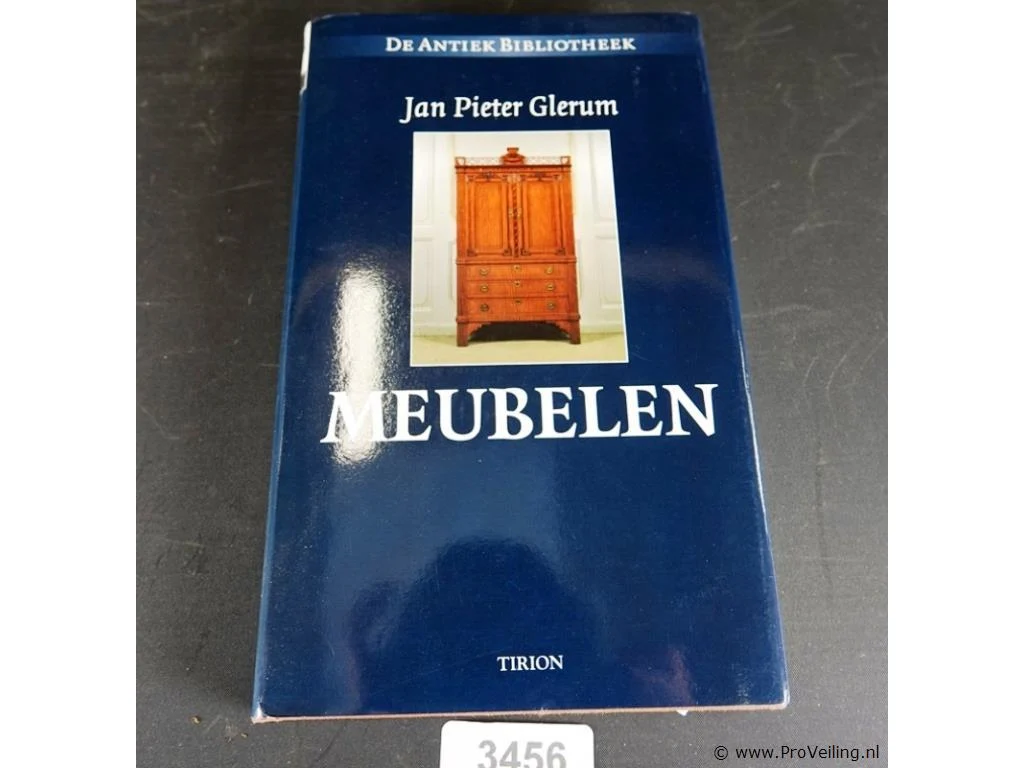 DE ANTIEK BIBLIOTHEEK
Jan Pieter Glerum
MEUBELEN
TIRION
3456
© www.ProVeiling.nl